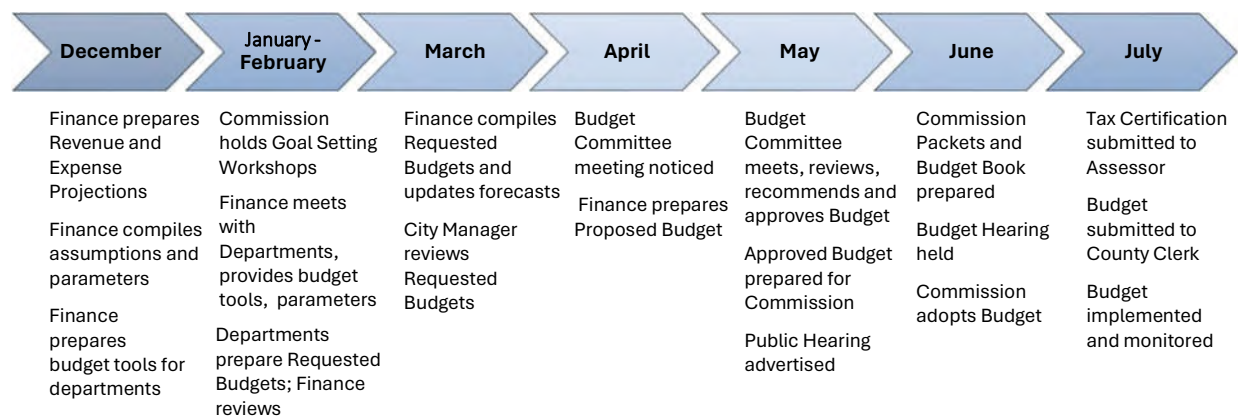 December
January-
February
March
April
May
June
July
Finance prepares
Revenue and
Expense
Projections
Finance compiles
assumptions and
parameters
Finance
prepares
budget tools for
departments
Commission
holds Goal Setting
Workshops
Finance meets
with
Departments,
provides budget
tools, parameters
Departments
prepare Requested
Budgets; Finance
reviews
Finance compiles
Requested
Budgets and
updates forecasts
City Manager
reviews
Requested
Budgets
Budget
Committee
meeting noticed
Finance prepares
Proposed Budget
Budget
Committee
meets, reviews,
recommends and
approves Budget
Approved Budget
prepared for
Commission
Public Hearing
advertised
Commission
Packets and
Budget Book
prepared
Budget Hearing
held
Commission
adopts Budget
Tax Certification
submitted to
Assessor
Budget
submitted to
County Clerk
Budget
implemented
and monitored